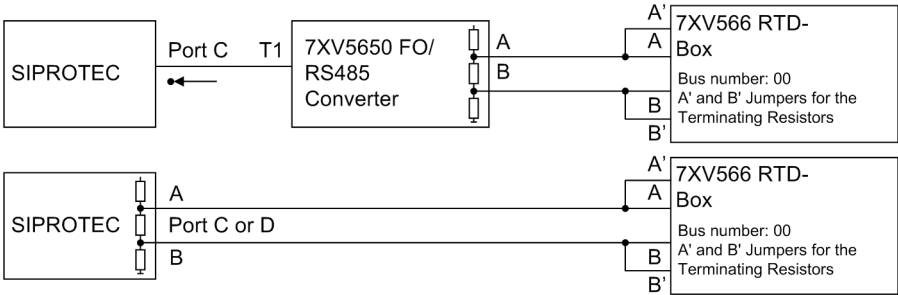 SIPROTEC
Port C
T1
7XV5650 FO/
RS485
Converter
A
B
A'
A
B
B'
7XV566 RTD-
Box
Bus number: 00
A' and B' Jumpers for the
Terminating Resistors
SIPROTEC
A
Port C or D
B
A'
A
B
B'
7XV566 RTD-
Box
Bus number: 00
A' and B' Jumpers for the
Terminating Resistors